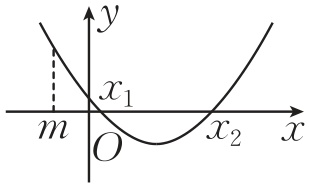 y
x₁
m O x₂ x